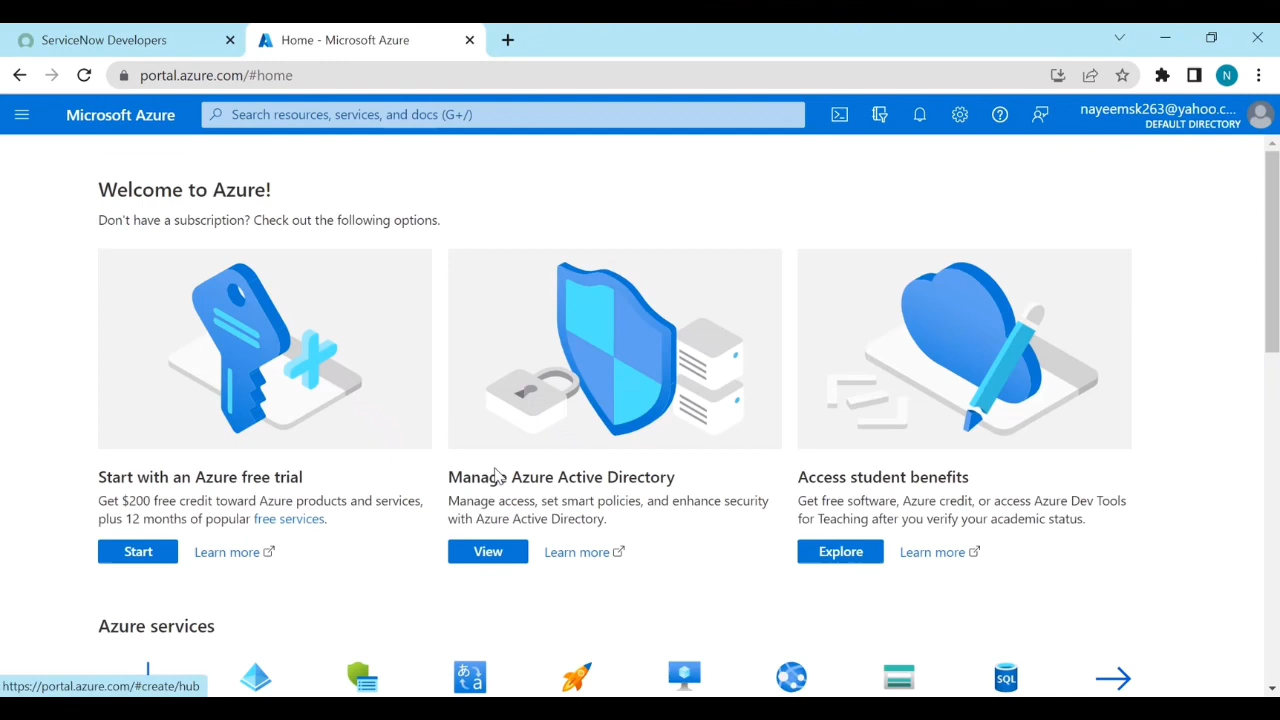 ServiceNow Developers
Home - Microsoft Azure
portal.azure.com/#home
N
Microsoft Azure
Search resources, services, and docs (G+/)
nayeemsk263@yahoo.c...
DEFAULT DIRECTORY
Welcome to Azure!
Don't have a subscription? Check out the following options.
Start with an Azure free trial
Get $200 free credit toward Azure products and services,
plus 12 months of popular free services.
Start Learn more
Manage Azure Active Directory
Manage access, set smart policies, and enhance security
with Azure Active Directory.
View Learn more
Access student benefits
Get free software, Azure credit, or access Azure Dev Tools
for Teaching after you verify your academic status.
Explore Learn more
Azure services
あ a
SQL
https://portal.azure.com/#create/hub